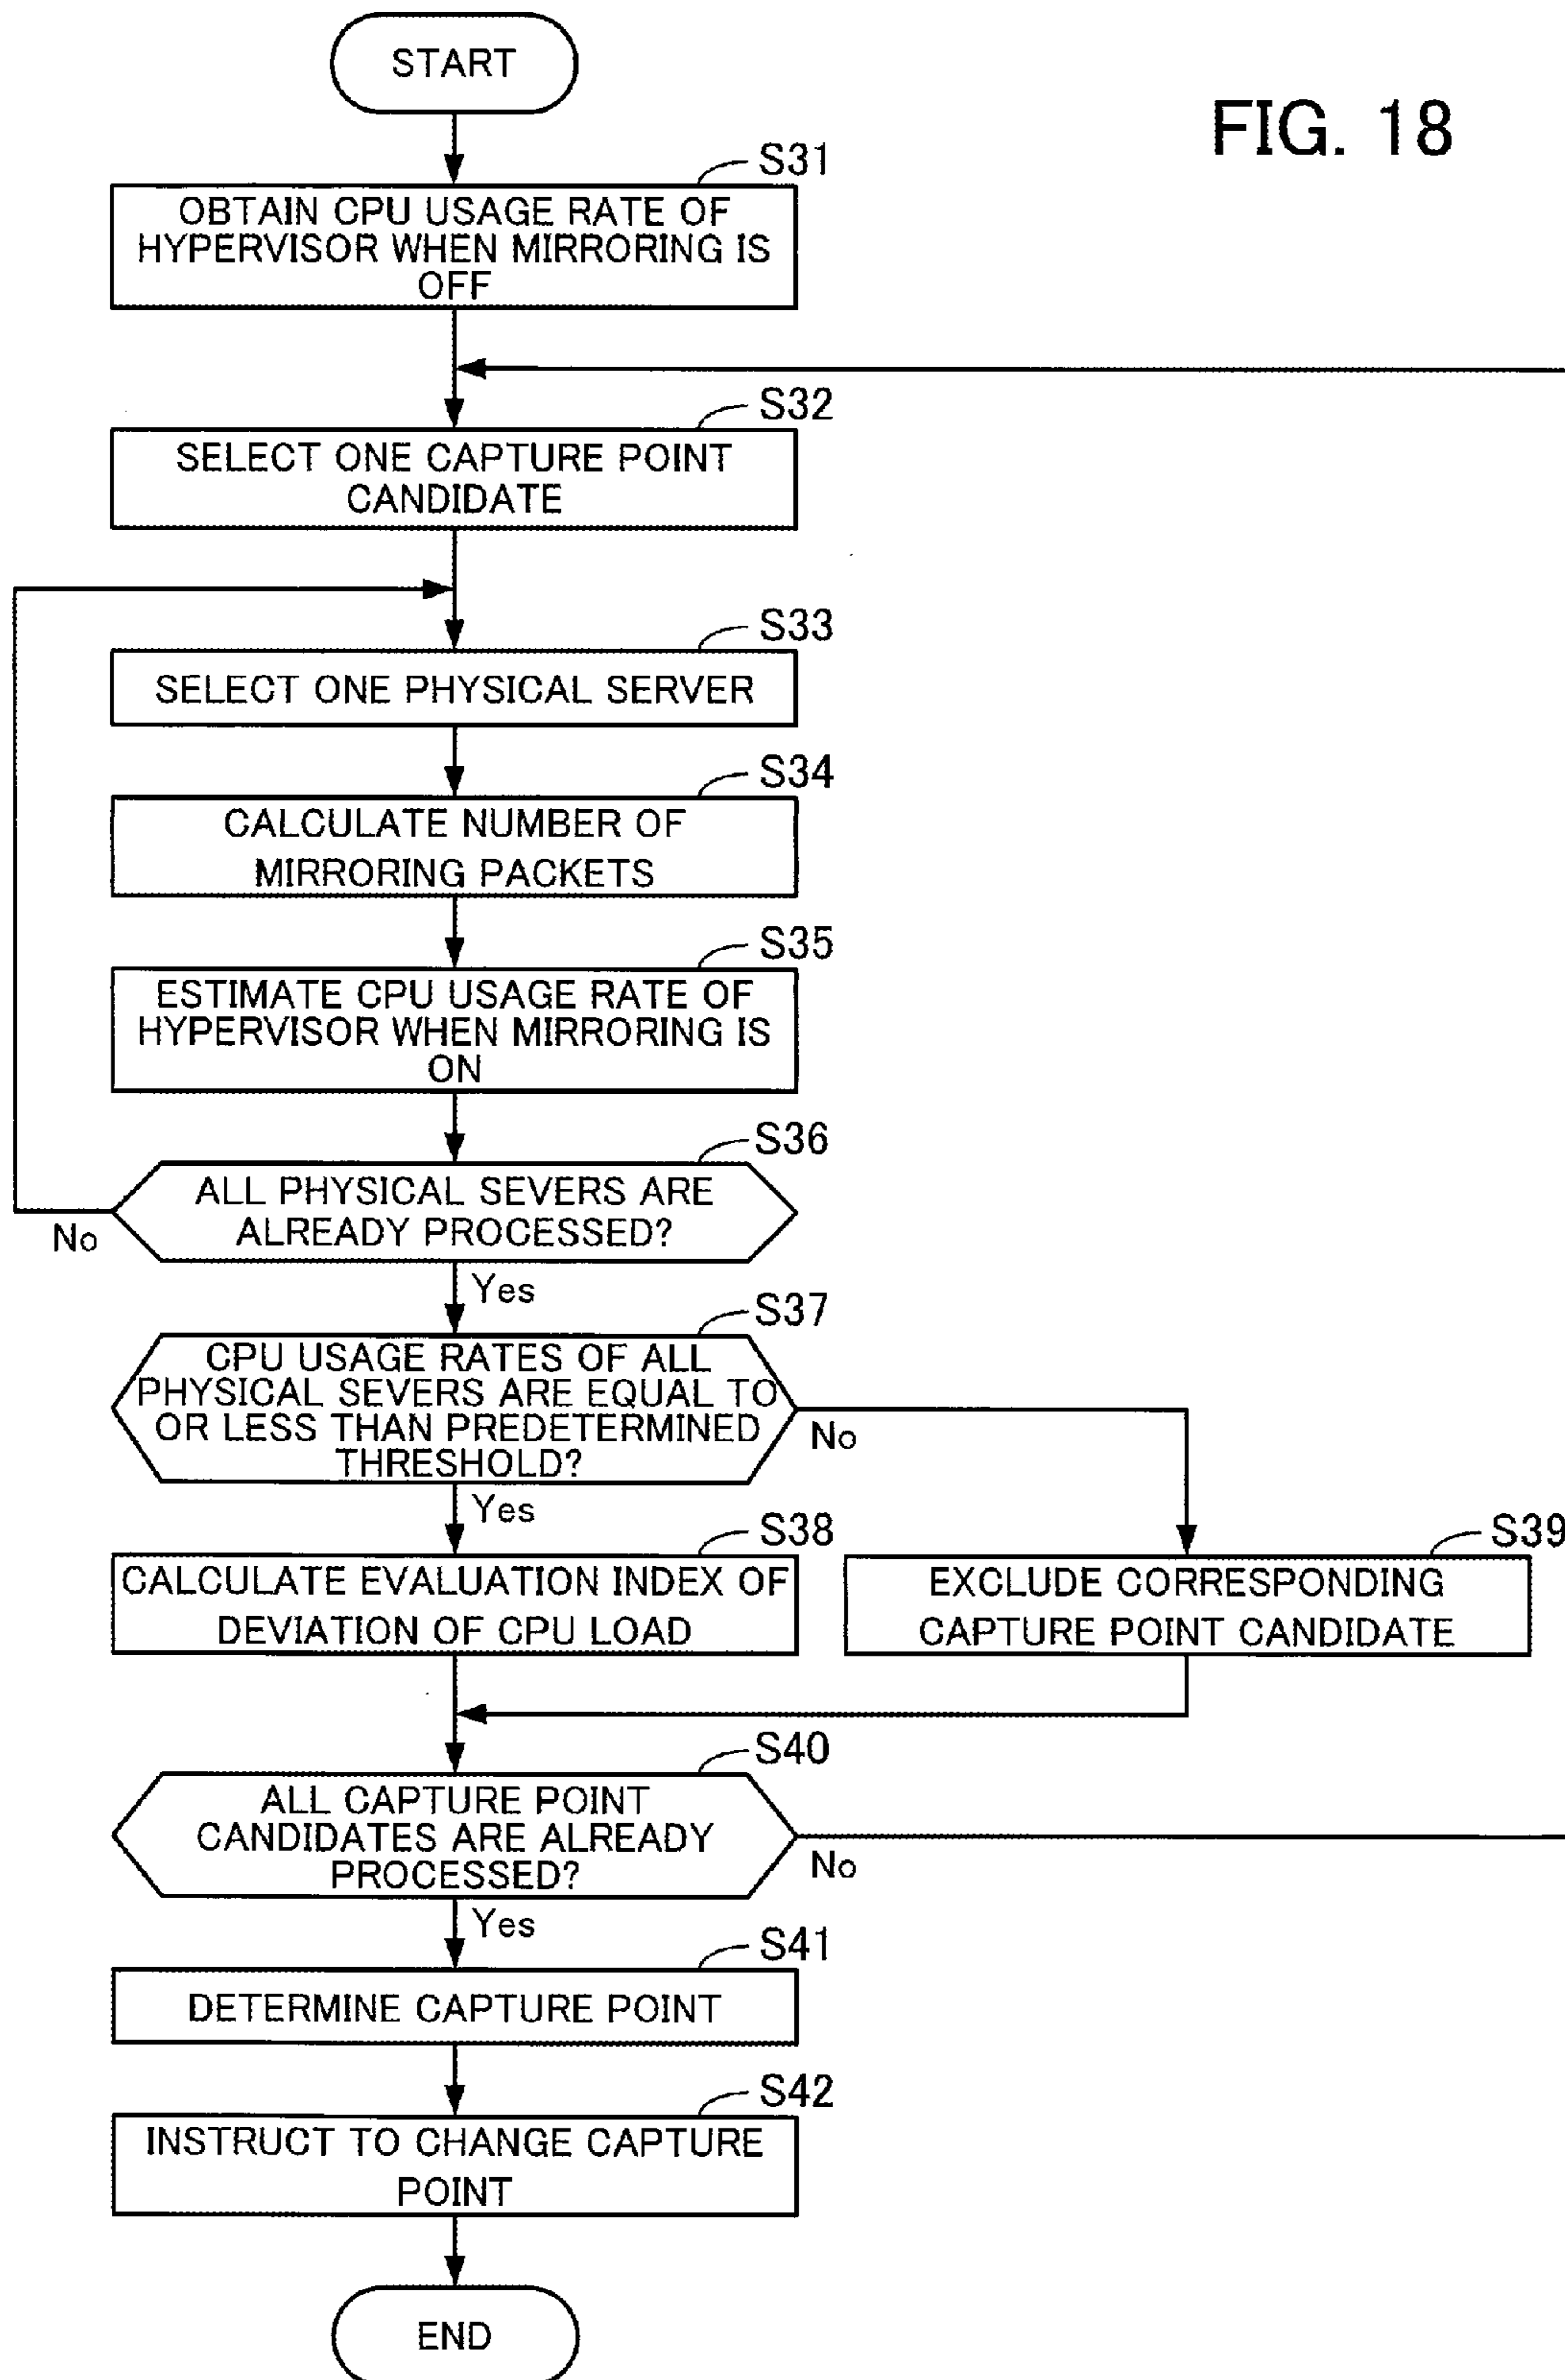 START
FIG. 18
S31
OBTAIN CPU USAGE RATE OF
HYPERVISOR WHEN MIRRORING IS
OFF
S32
SELECT ONE CAPTURE POINT
CANDIDATE
S33
SELECT ONE PHYSICAL SERVER
S34
CALCULATE NUMBER OF
MIRRORING PACKETS
S35
ESTIMATE CPU USAGE RATE OF
HYPERVISOR WHEN MIRRORING IS
ON
S36
ALL PHYSICAL SEVERS ARE
ALREADY PROCESSED?
No
Yes
S37
CPU USAGE RATES OF ALL
PHYSICAL SEVERS ARE EQUAL TO
OR LESS THAN PREDETERMINED
THRESHOLD?
No
Yes
S38
CALCULATE EVALUATION INDEX OF
DEVIATION OF CPU LOAD
S39
EXCLUDE CORRESPONDING
CAPTURE POINT CANDIDATE
S40
ALL CAPTURE POINT
CANDIDATES ARE ALREADY
PROCESSED?
No
Yes
S41
DETERMINE CAPTURE POINT
S42
INSTRUCT TO CHANGE CAPTURE
POINT
END